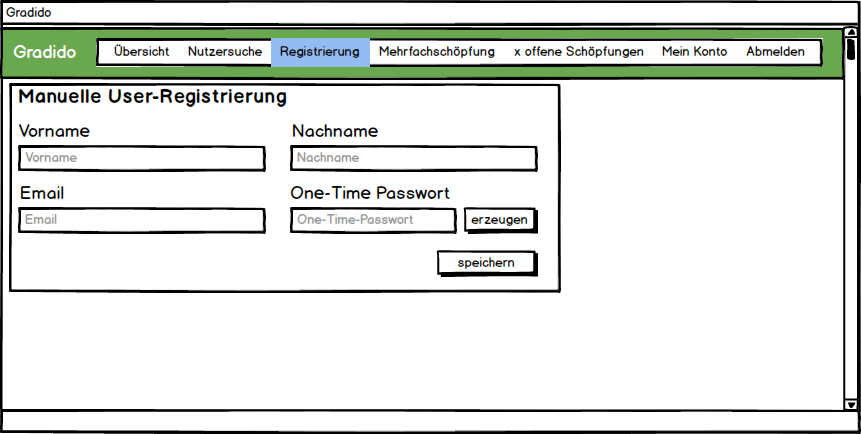 Gradido
Gradido Übersicht Nutzersuche Registrierung Mehrfachschöpfung x offene Schöpfungen Mein Konto Abmelden
Manuelle User-Registrierung
Vorname Nachname
Vorname Nachname
Email One-Time Passwort
Email One-Time-Passwort erzeugen
speichern